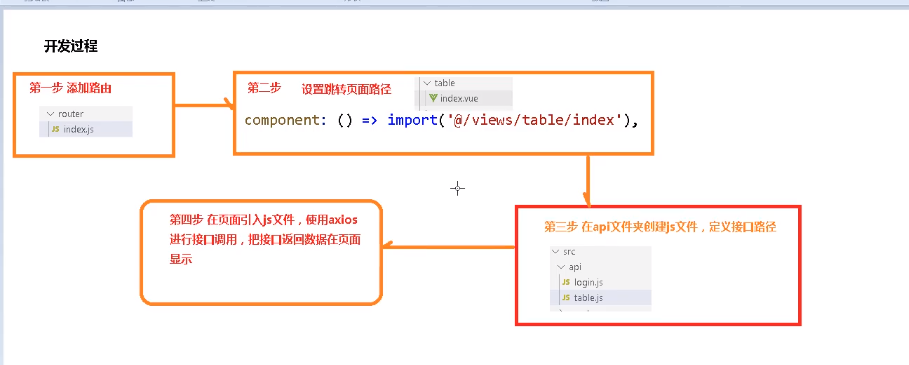 开发过程
第一步 添加路由
router
JS index.js
第二步
设置跳转页面路径
table
index.vue
component: () => import('@/views/table/index'),
第三步 在api文件夹创建js文件，定义接口路径
src
api
JS login.js
JS table.js
第四步 在页面引入js文件，使用axios
进行接口调用，把接口返回数据在页面
显示